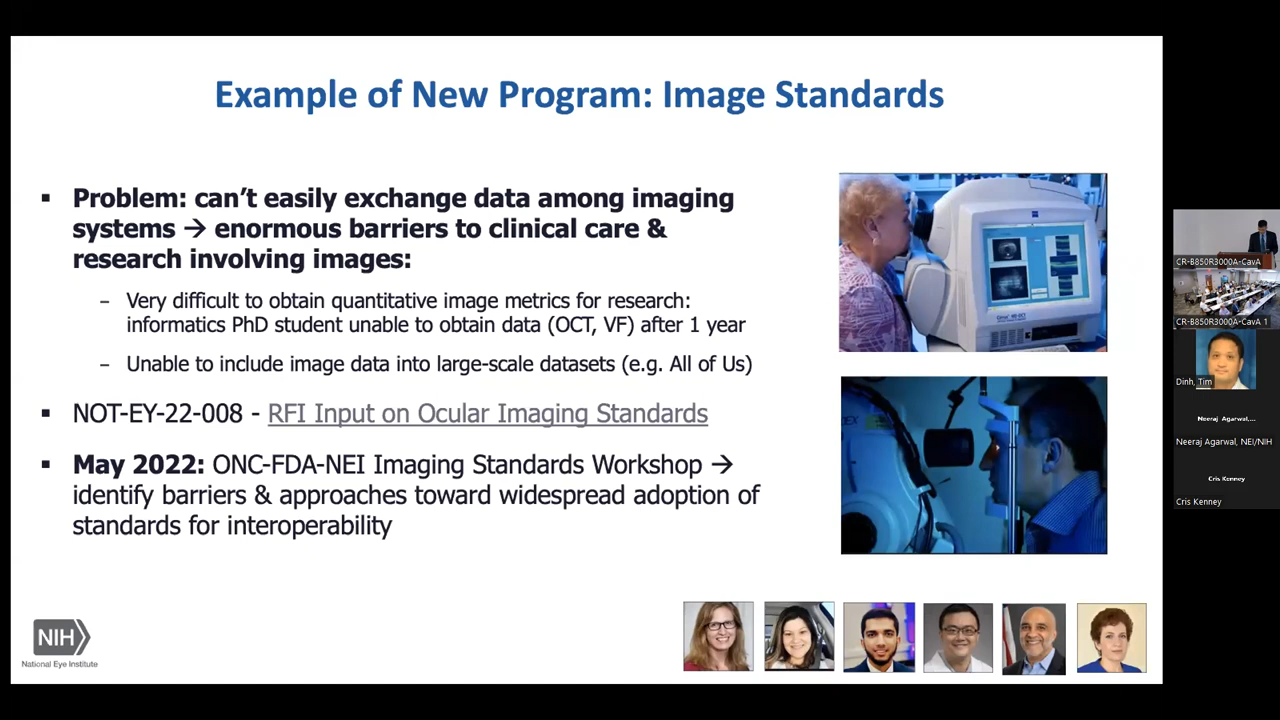 Example of New Program: Image Standards
▪ Problem: can't easily exchange data among imaging
systems → enormous barriers to clinical care &
research involving images:
– Very difficult to obtain quantitative image metrics for research:
informatics PhD student unable to obtain data (OCT, VF) after 1 year
– Unable to include image data into large-scale datasets (e.g. All of Us)
▪ NOT-EY-22-008 - RFI Input on Ocular Imaging Standards
▪ May 2022: ONC-FDA-NEI Imaging Standards Workshop →
identify barriers & approaches toward widespread adoption of
standards for interoperability
NIH
National Eye Institute
CR-B850R3000A-CavA
CR-B850R3000A-CavA 1
Dinh, Tim
Neeraj Agarwal,...
Neeraj Agarwal, NEI/NIH
Cris Kenney
Cris Kenney